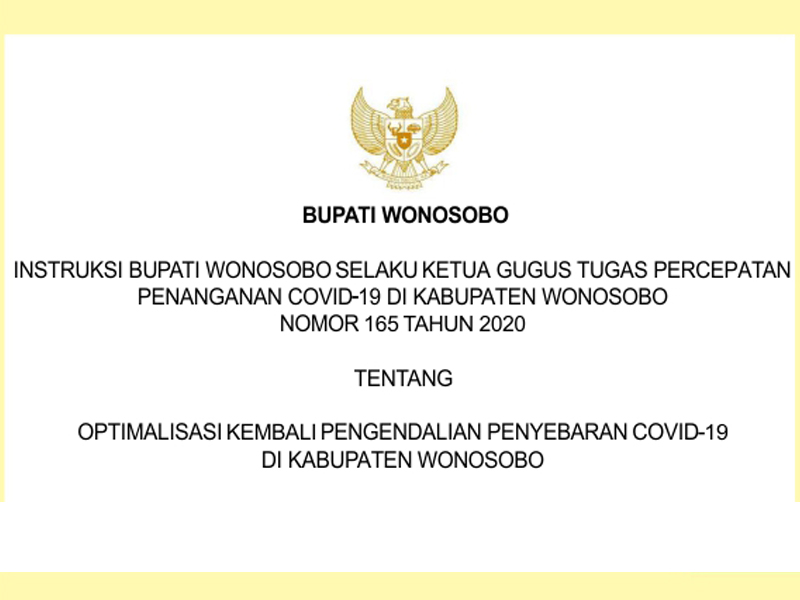 BUPATI WONOSOBO
INSTRUKSI BUPATI WONOSOBO SELAKU KETUA GUGUS TUGAS PERCEPATAN
PENANGANAN COVID-19 DI KABUPATEN WONOSOBO
NOMOR 165 TAHUN 2020
TENTANG
OPTIMALISASI KEMBALI PENGENDALIAN PENYEBARAN COVID-19
DI KABUPATEN WONOSOBO